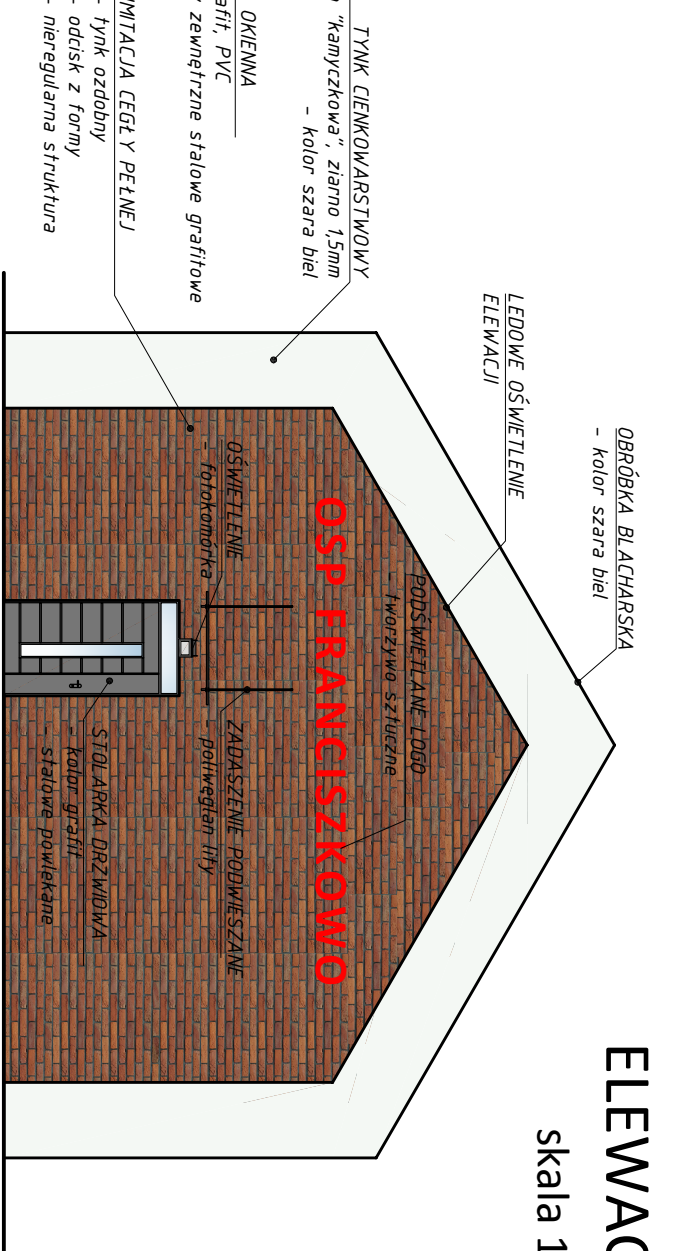 ELEWAC
skala 1
OBRÓBKA BLACHARSKA
- kolor szara biel
LEDOWE OŚWIETLENIE
ELEWACJI
TYNK CIENKOWARSTWOWY
"kamyczkowa", ziarno 1,5mm
- kolor szara biel
OKIENNA
afit, PVC
zewnętrzne stalowe grafitowe
IMITACJA CEGŁY PEŁNEJ
- tynk ozdobny
- odcisk z formy
- nieregularna struktura
PODŚWIETLANE LOGO
- tworzywo sztuczne
OSP FRANCISZKOWO
OŚWIETLENIE
- fotokomórka
ZADASZENIE PODWIESZANE
- poliwęglan lity
STOLARKA DRZWIOWA
- kolor grafit
- stalowe powlekane